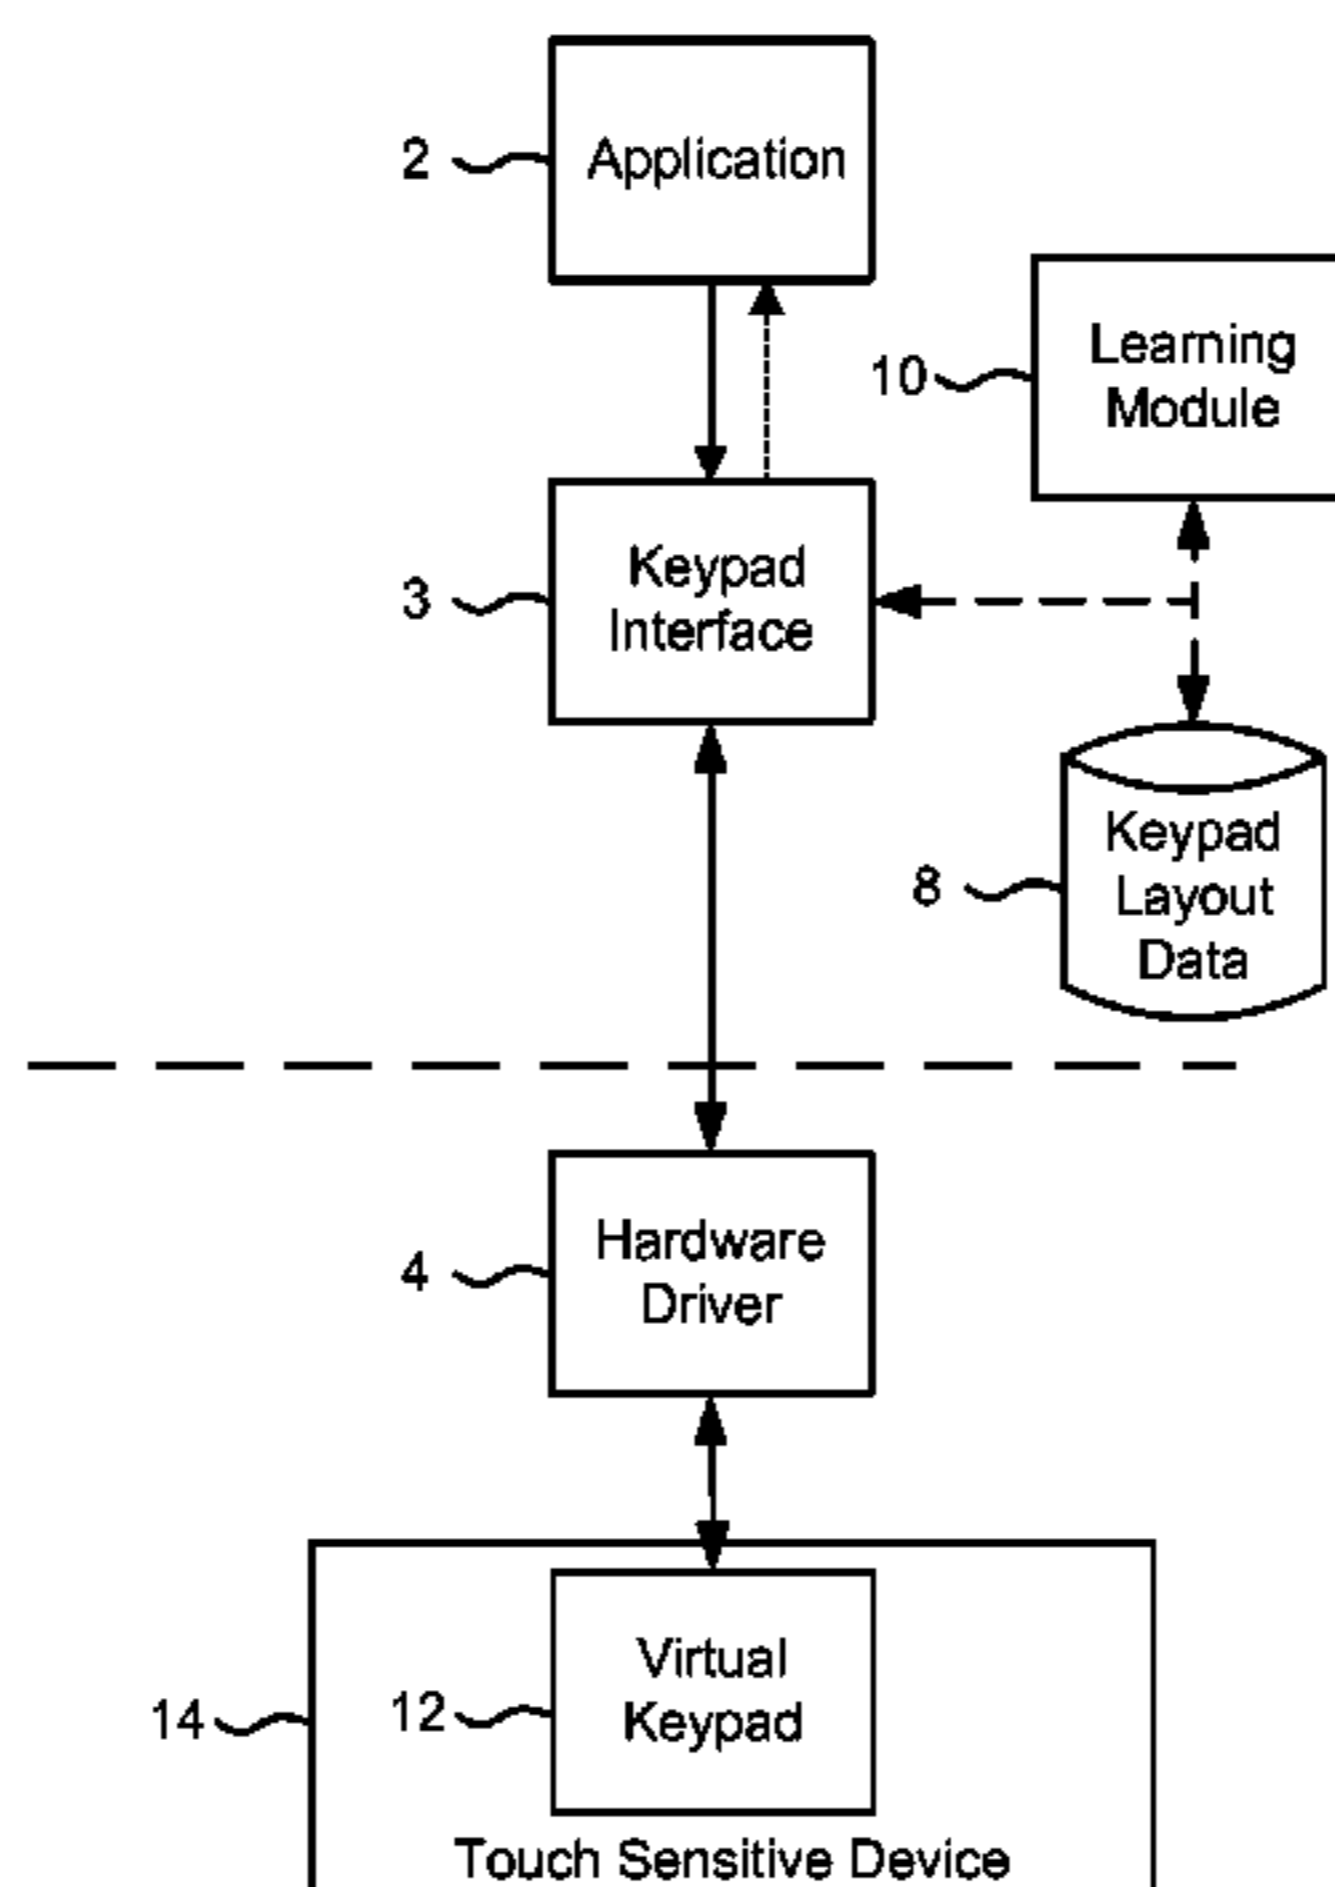 2
Application
10
Learning
Module
3
Keypad
Interface
8
Keypad
Layout
Data
4
Hardware
Driver
14
12
Virtual
Keypad
Touch Sensitive Device